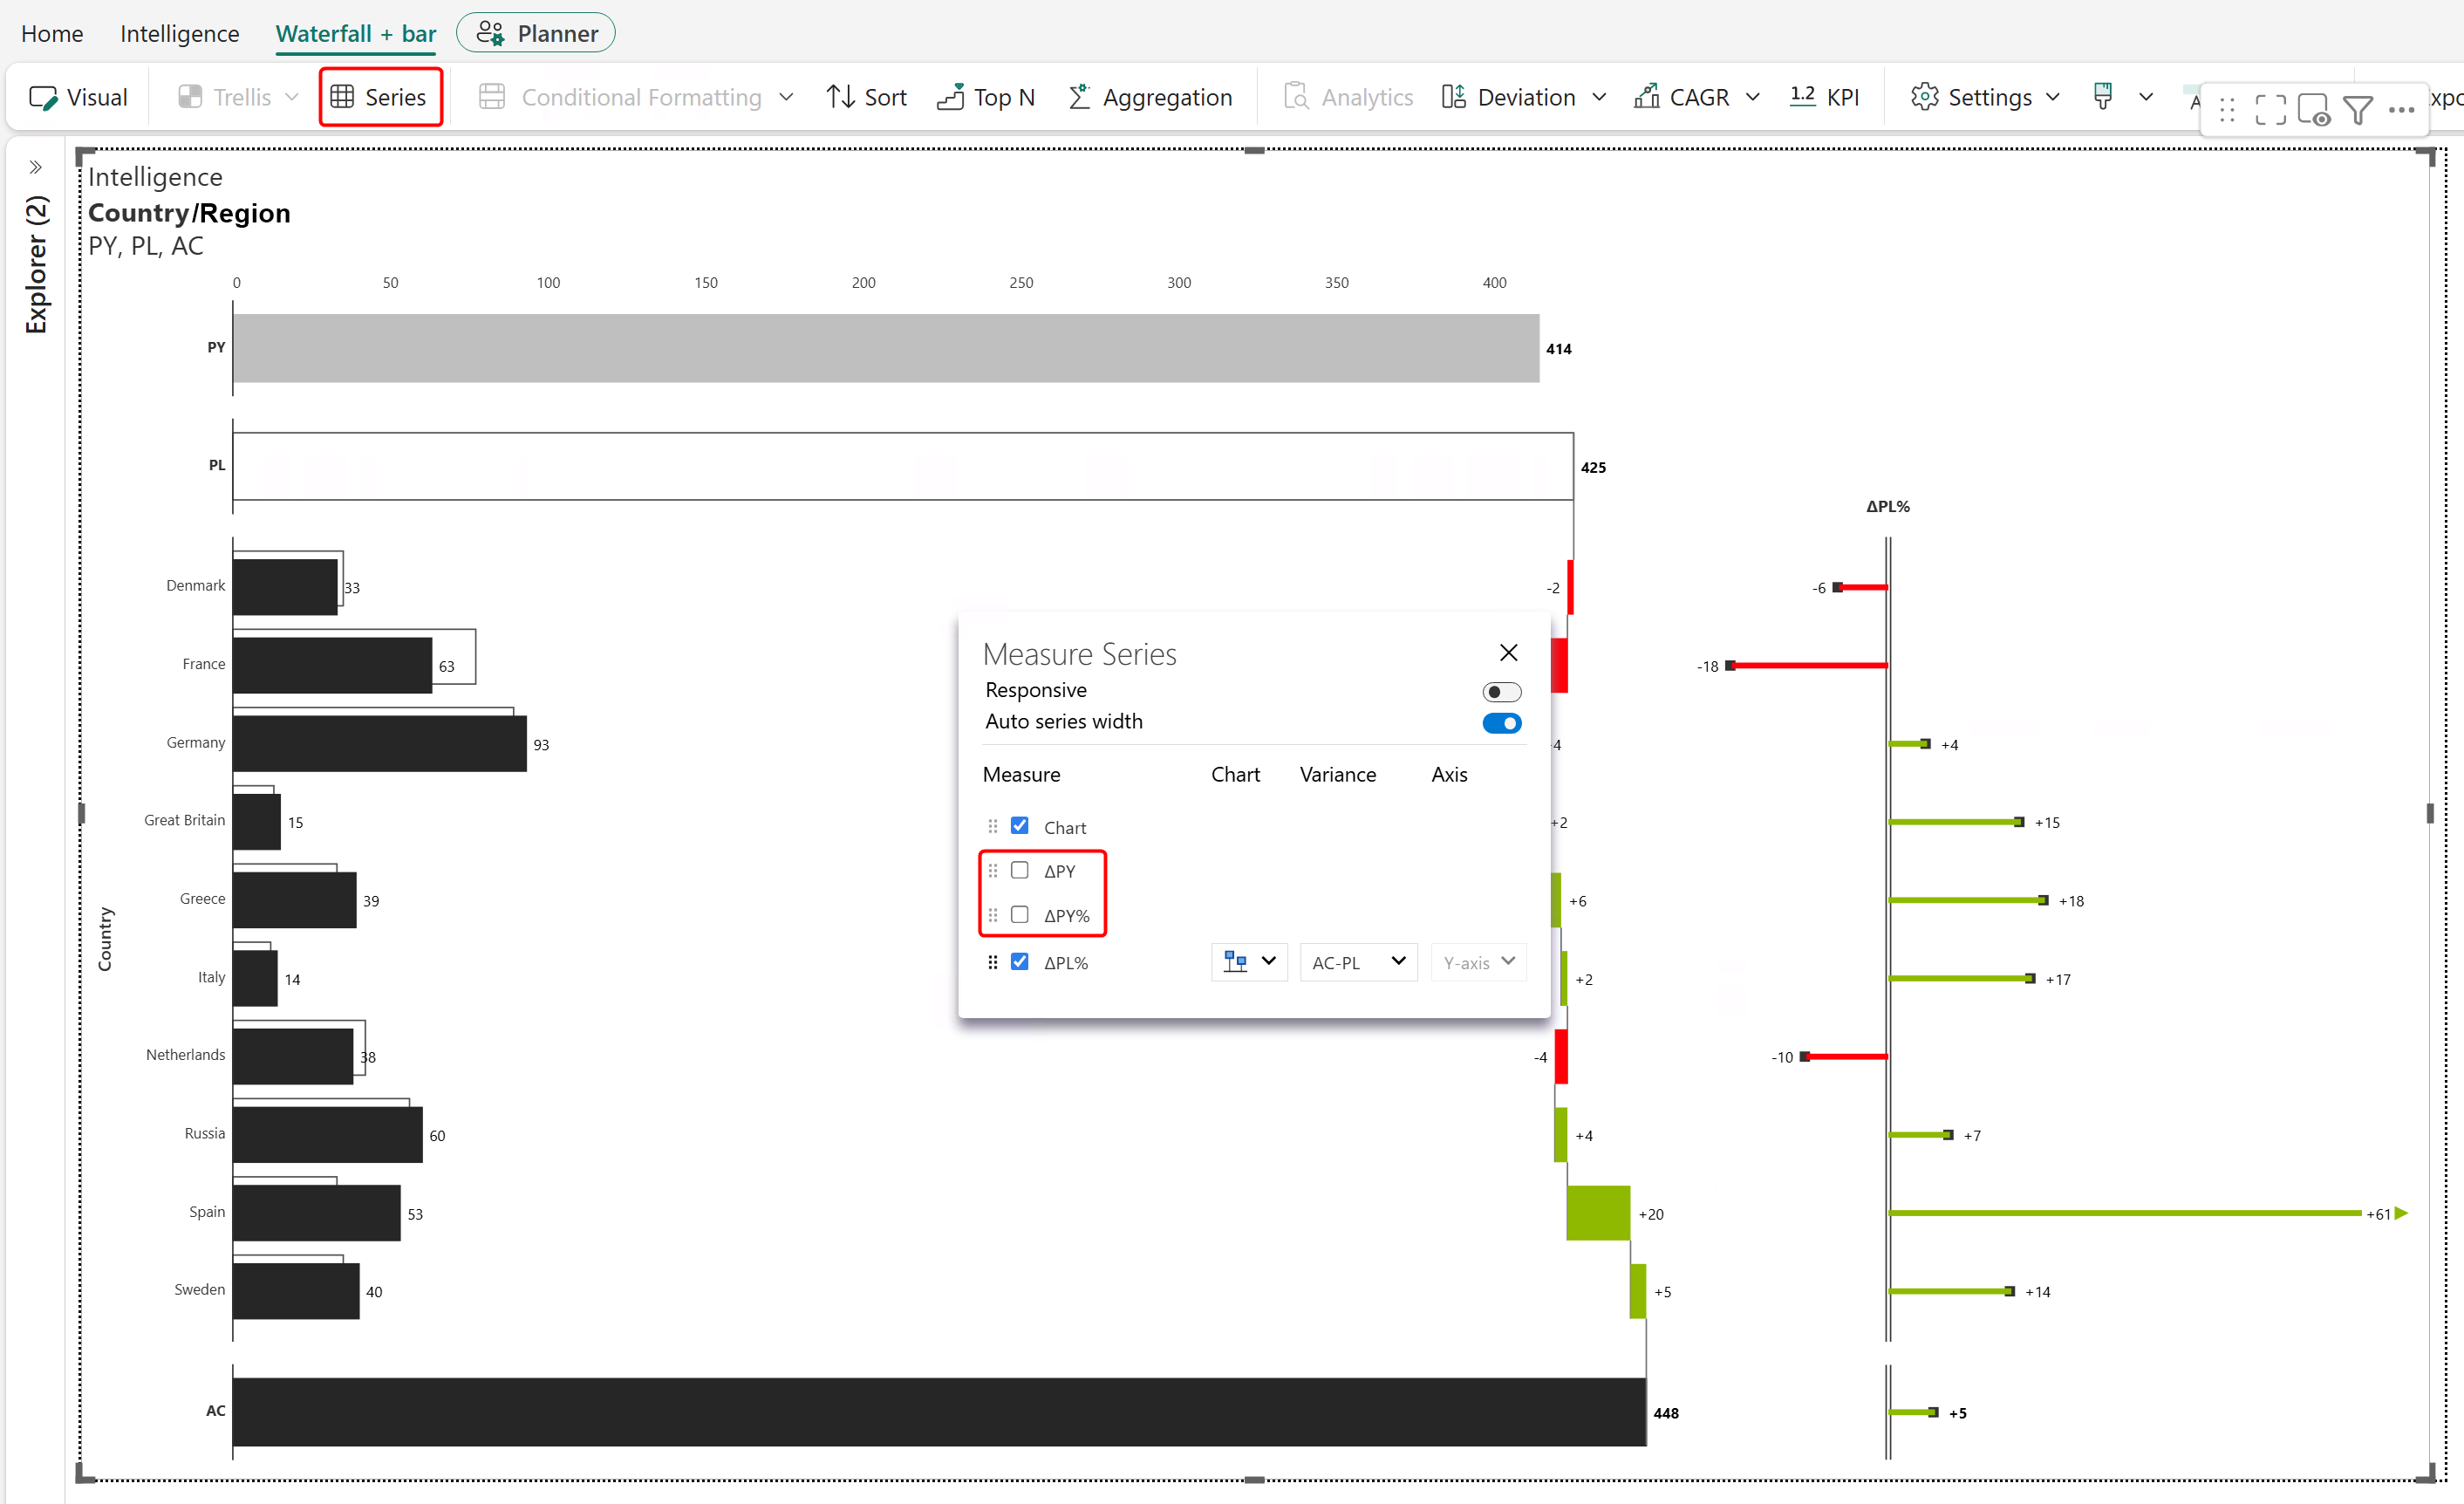 Home Intelligence Waterfall + bar Planner
Visual Trellis Series Conditional Formatting Sort Top N Aggregation Analytics Deviation CAGR 1.2 KPI Settings
Explorer (2)
Intelligence
Country/Region
PY, PL, AC
0 50 100 150 200 250 300 350 400
PY 414
PL 425
ΔPL%
Denmark 33 -2 -6
France 63 -18
Germany 93 4 +4
Great Britain 15 +2 +15
Greece 39 +6 +18
Italy 14 +2 +17
Netherlands 38 -4 -10
Russia 60 +4 +7
Spain 53 +20 +61
Sweden 40 +5 +14
AC 448 +5
Country
Measure Series
Responsive
Auto series width
Measure Chart Variance Axis
Chart
ΔPY
ΔPY%
ΔPL% AC-PL Y-axis